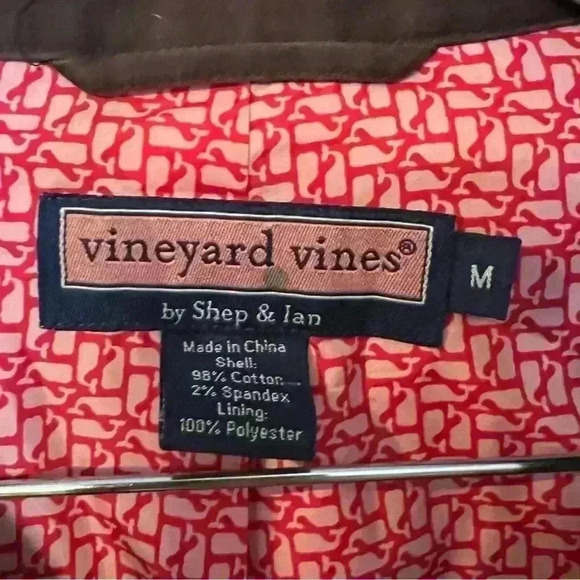 vineyard vines®
M
by Shep & Ian
Made in China
Shell:
98% Cotton
2% Spandex
Lining:
100% Polyester